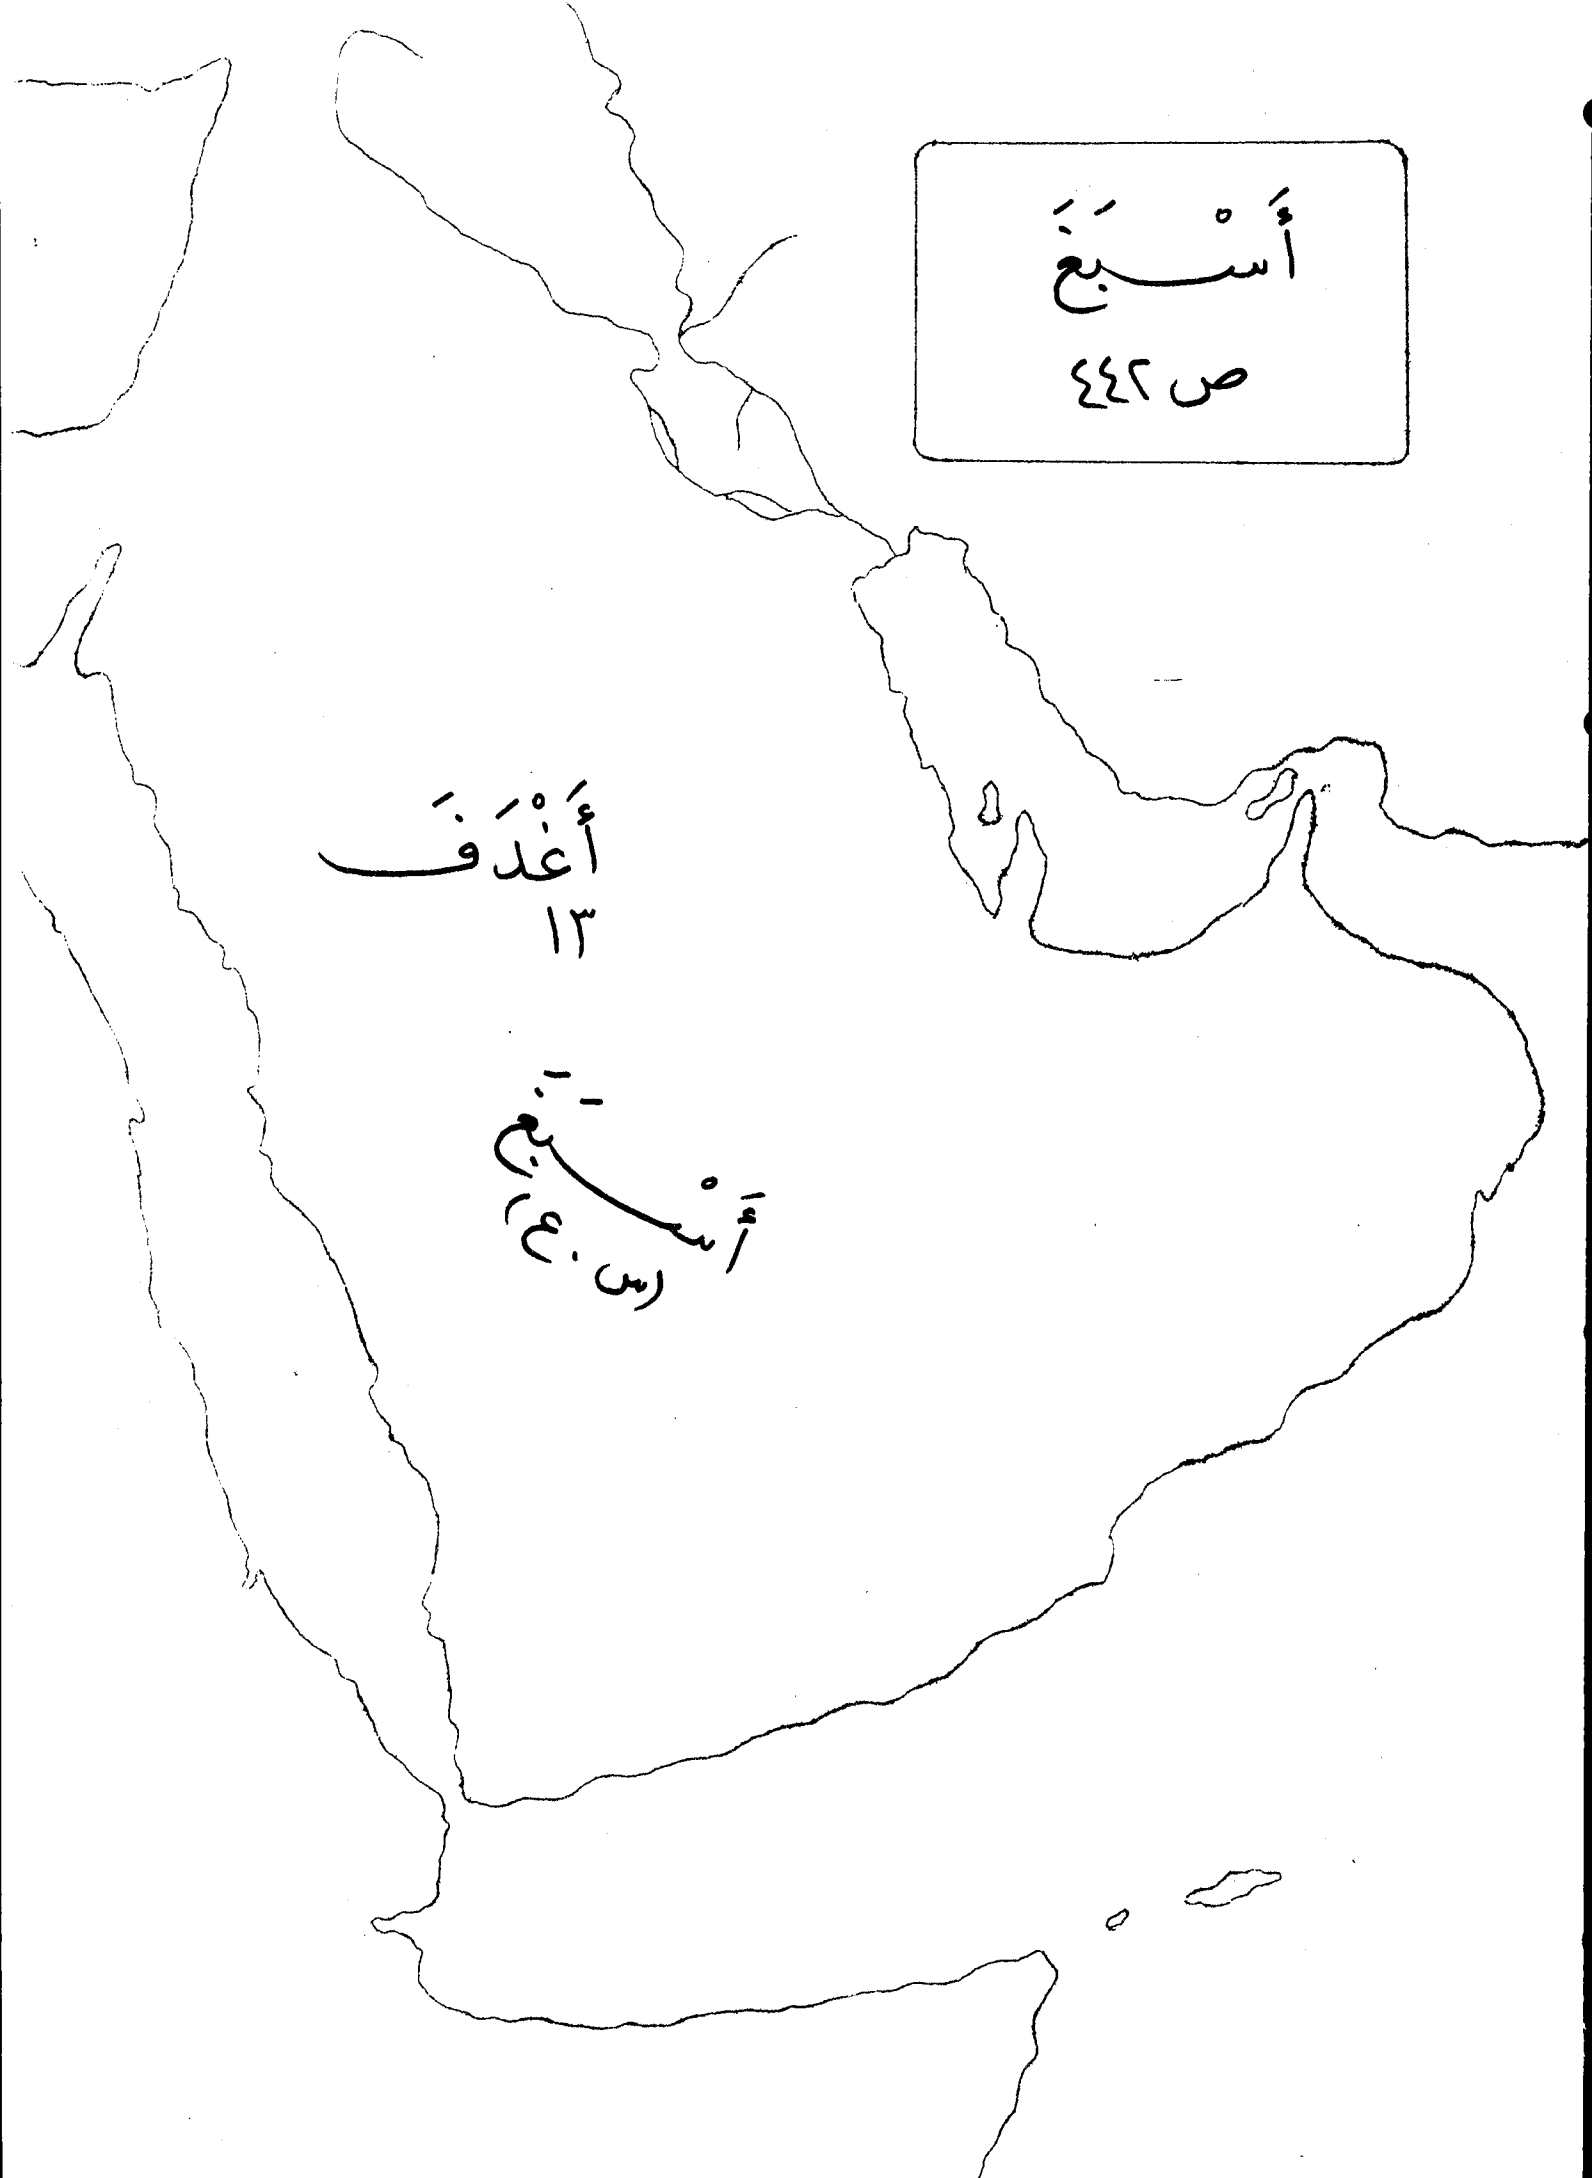 أَسْبَغَ
ص ٤٤٢
أَغْدَفَ
١٣
أَسْبَغَ
(س . ع)